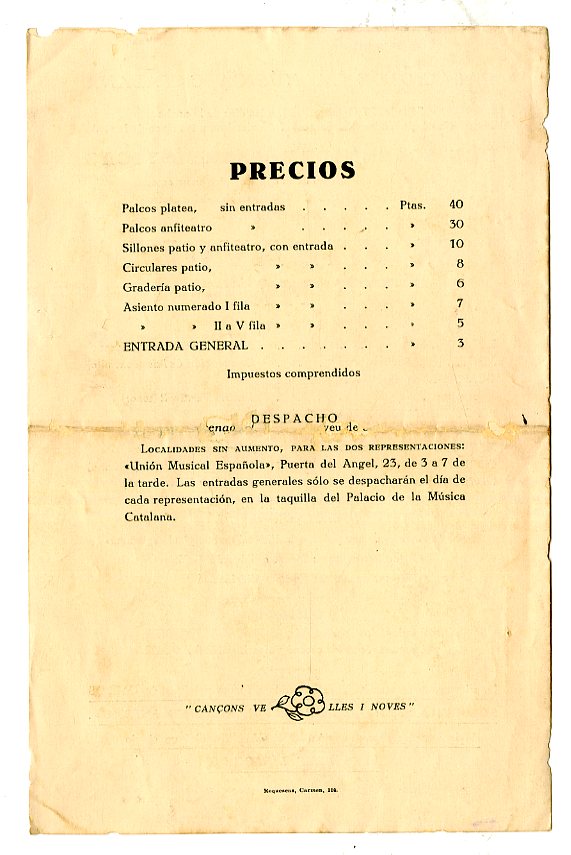 PRECIOS
Palcos platea, sin entradas . . . . . Ptas. 40
Palcos anfiteatro » . . . . . » 30
Sillones patio y anfiteatro, con entrada . . . » 10
Circulares patio, » » . . . » 8
Gradería patio, » » . . . » 6
Asiento numerado I fila » » . . . » 7
» » II a V fila » » . . . » 5
ENTRADA GENERAL . . . . . . . » 3
Impuestos comprendidos
DESPACHO
veu de
Localidades sin aumento, para las dos representaciones:
«Unión Musical Española», Puerta del Angel, 23, de 3 a 7 de
la tarde. Las entradas generales sólo se despacharán el día de
cada representación, en la taquilla del Palacio de la Música
Catalana.
"CANÇONS VE LLES I NOVES"
Requesens, Carmen,